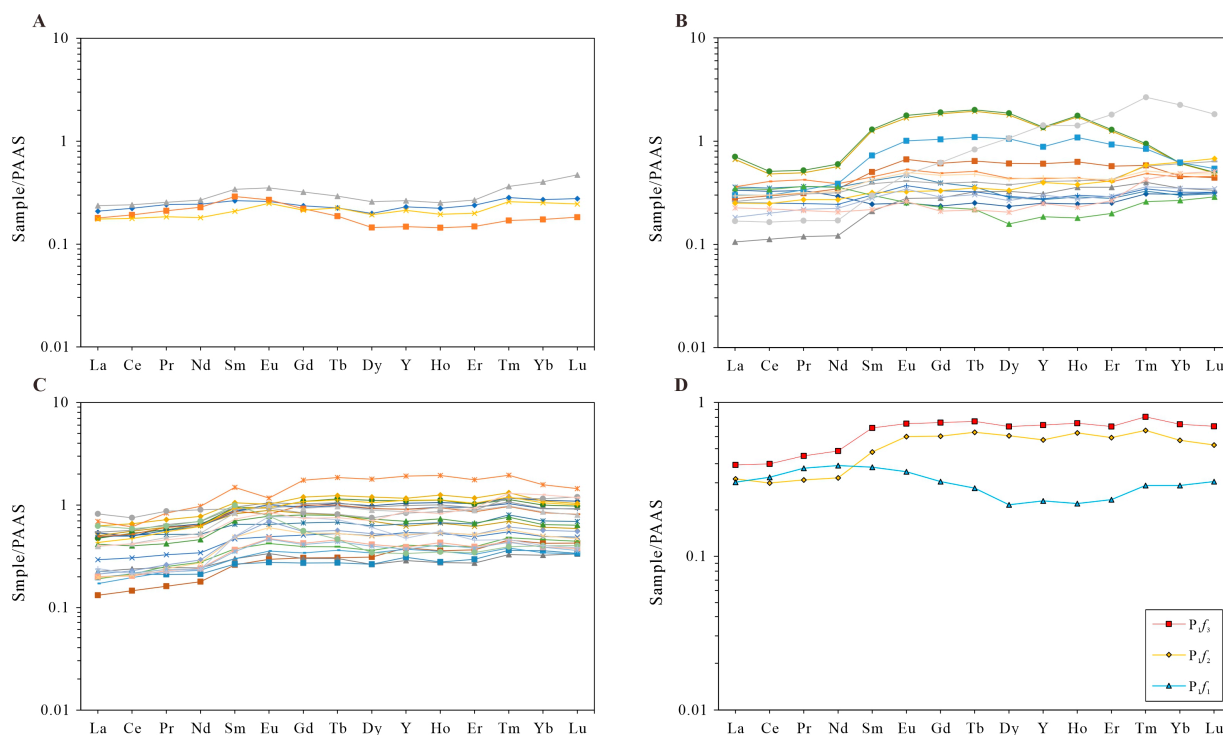 A
10
1
0.1
0.01
Sample/PAAS
La Ce Pr Nd Sm Eu Gd Tb Dy Y Ho Er Tm Yb Lu
B
10
1
0.1
0.01
Sample/PAAS
La Ce Pr Nd Sm Eu Gd Tb Dy Y Ho Er Tm Yb Lu
C
10
1
0.1
0.01
Smple/PAAS
La Ce Pr Nd Sm Eu Gd Tb Dy Y Ho Er Tm Yb Lu
D
1
0.1
0.01
Sample/PAAS
La Ce Pr Nd Sm Eu Gd Tb Dy Y Ho Er Tm Yb Lu
P₁f₃
P₁f₂
P₁f₁